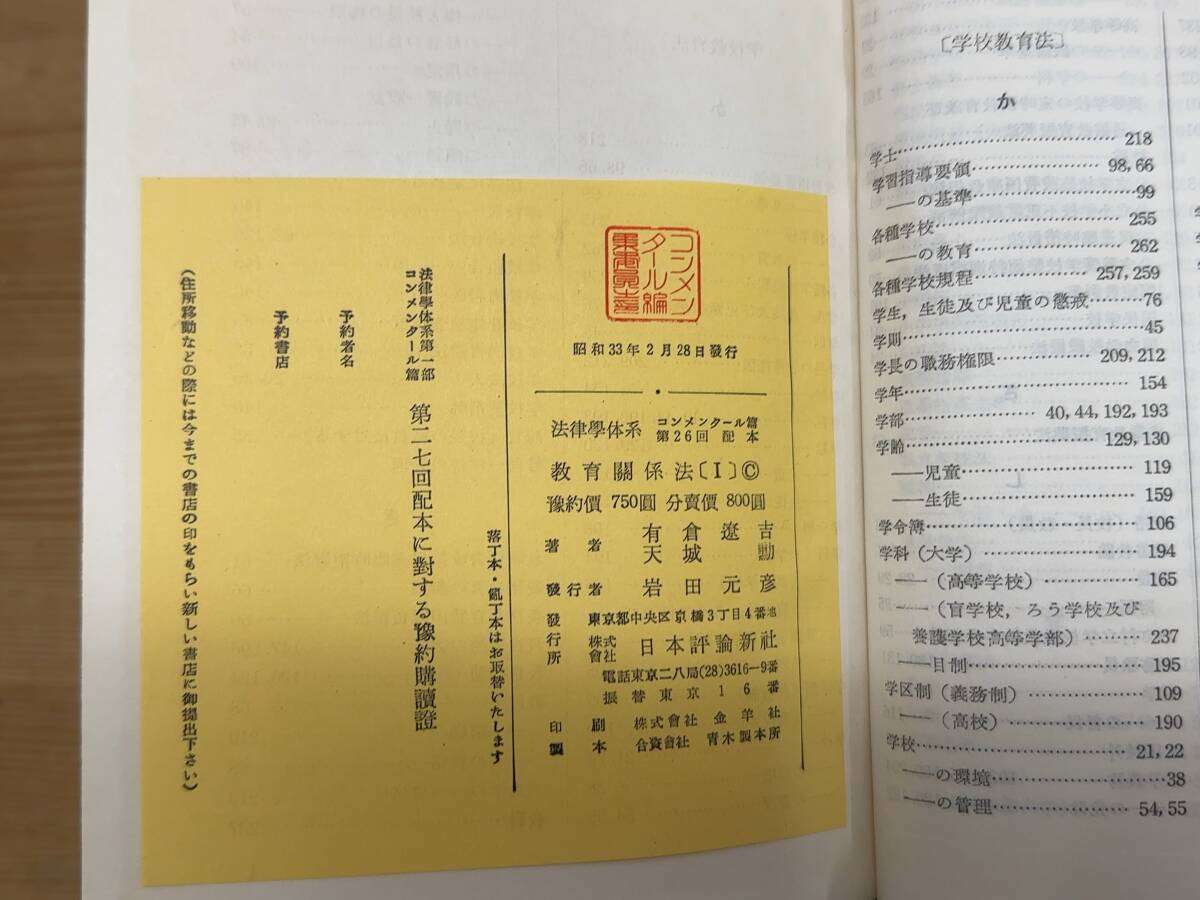 コンメン
タール編
昭和33年2月28日發行
法律學体系 コンメンタール篇 第26回 配本
教育關係法〔I〕©
豫約價 750圓 分賣價 800圓
著者 有倉遼吉
天城勳
發行者 岩田元彦
發行所 東京都中央区京橋3丁目4番地
株式會社 日本評論新社
電話東京二八局(28)3616—9番
振替東京16番
印刷 株式會社 金羊社
製本 合資會社 青木製本所
落丁本・亂丁本はお取替いたします
法律學体系第一部
コンメンタール篇
第二七回配本に對する豫約購讀證
予約者名
予約書店
(住所移動などの際には今までの書店の印をもらい新しい書店に御提出下さい)
〔学校教育法〕
か
学士 218
学習指導要領 98,66
——の基準 99
各種学校 255
——の教育 262
各種学校規程 257,259
学生,生徒及び児童の懲戒 76
学則 45
学長の職務権限 209,212
学年 154
学部 40,44,192,193
学齢 129,130
——児童 119
——生徒 159
学令簿 106
学科(大学) 194
——(高等学校) 165
——(盲学校,ろう学校及び
養護学校高等学部) 237
——目制 195
学区制(義務制) 109
——(高校) 190
学校 21,22
——の環境 38
——の管理 54,55